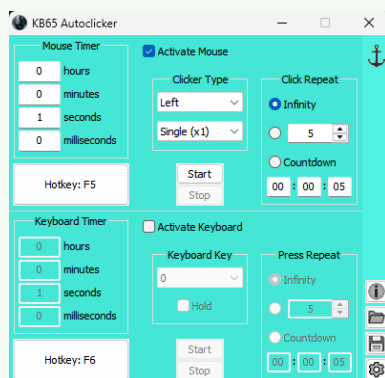 KB65 Autoclicker
Mouse Timer
0 hours
0 minutes
1 seconds
0 milliseconds
Hotkey: F5
Activate Mouse
Clicker Type
Left
Single (x1)
Start
Stop
Click Repeat
Infinity
5
Countdown
00 : 00 : 05
Keyboard Timer
0 hours
0 minutes
1 seconds
0 milliseconds
Hotkey: F6
Activate Keyboard
Keyboard Key
0
Hold
Start
Stop
Press Repeat
Infinity
5
Countdown
00 : 00 : 05